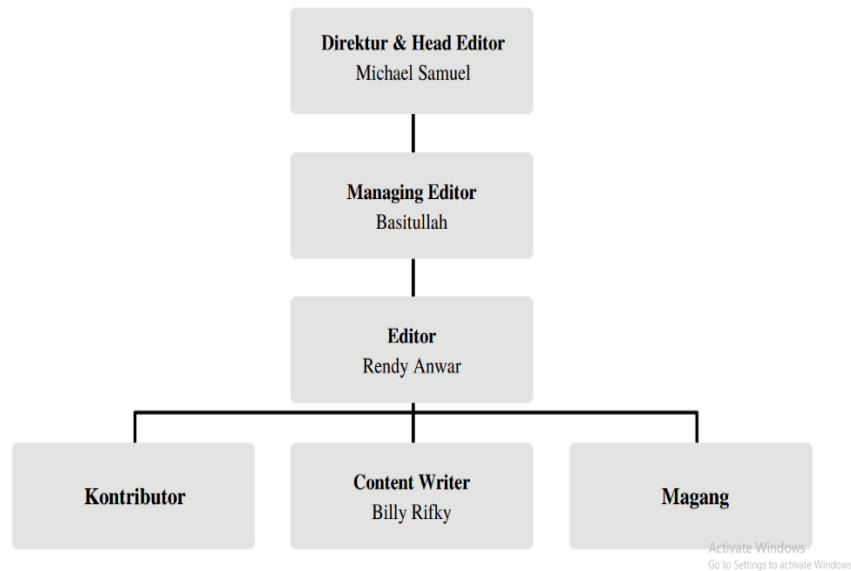 Direktur & Head Editor
Michael Samuel
Managing Editor
Basitullah
Editor
Rendy Anwar
Kontributor
Content Writer
Billy Rifky
Magang
Activate Windows
Go to Settings to activate Windows